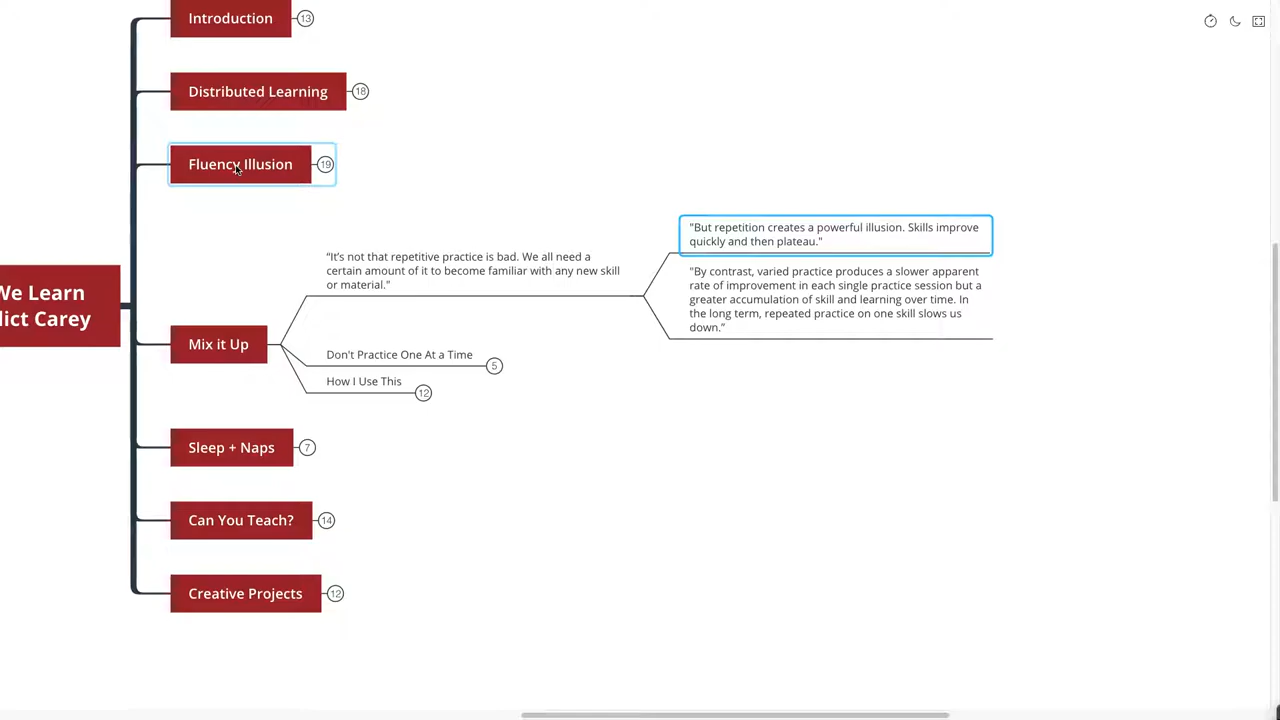 Introduction
13
Distributed Learning
18
Fluency Illusion
19
"But repetition creates a powerful illusion. Skills improve
quickly and then plateau."
"It's not that repetitive practice is bad. We all need a
certain amount of it to become familiar with any new skill
or material."
"By contrast, varied practice produces a slower apparent
rate of improvement in each single practice session but a
greater accumulation of skill and learning over time. In
the long term, repeated practice on one skill slows us
down."
We Learn
dict Carey
Mix it Up
Don't Practice One At a Time
5
How I Use This
12
Sleep + Naps
7
Can You Teach?
14
Creative Projects
12